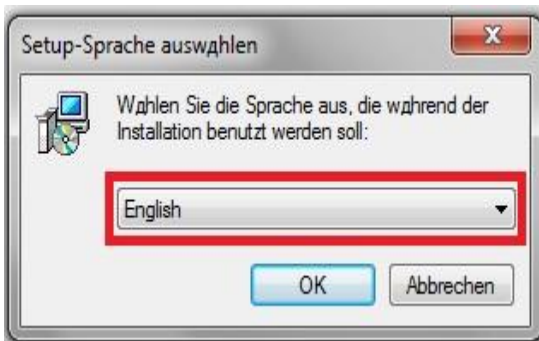 Setup-Sprache auswдhlen
Wдhlen Sie die Sprache aus, die wдhrend der
Installation benutzt werden soll:
English
OK
Abbrechen